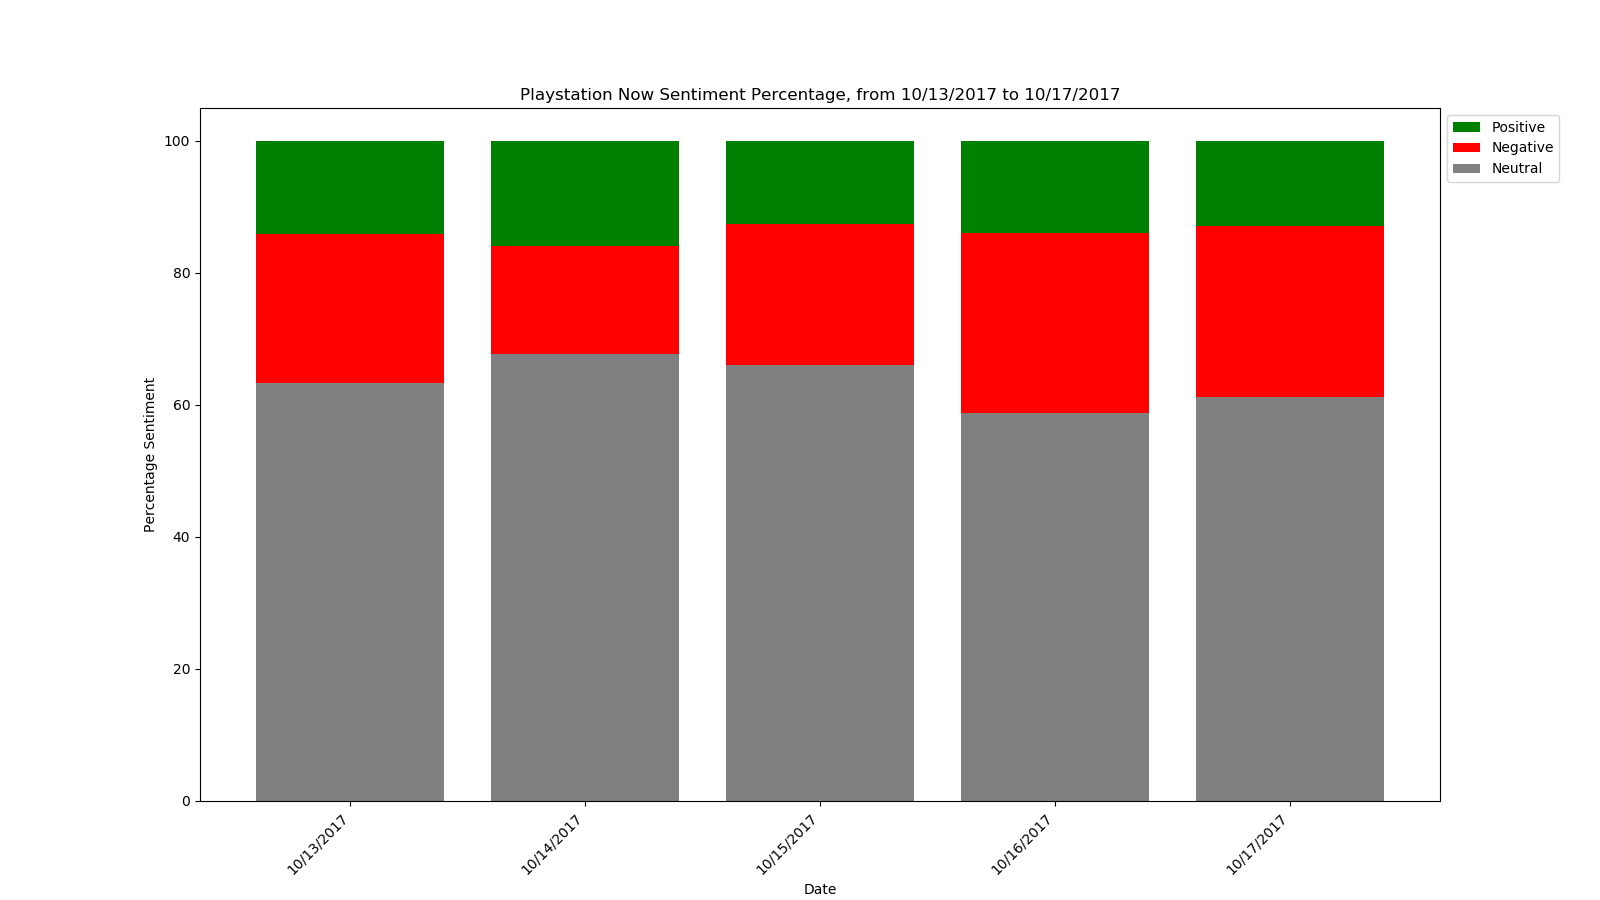 Playstation Now Sentiment Percentage, from 10/13/2017 to 10/17/2017
Positive
Negative
Neutral
100
80
60
40
20
0
Percentage Sentiment
10/13/2017
10/14/2017
10/15/2017
10/16/2017
10/17/2017
Date